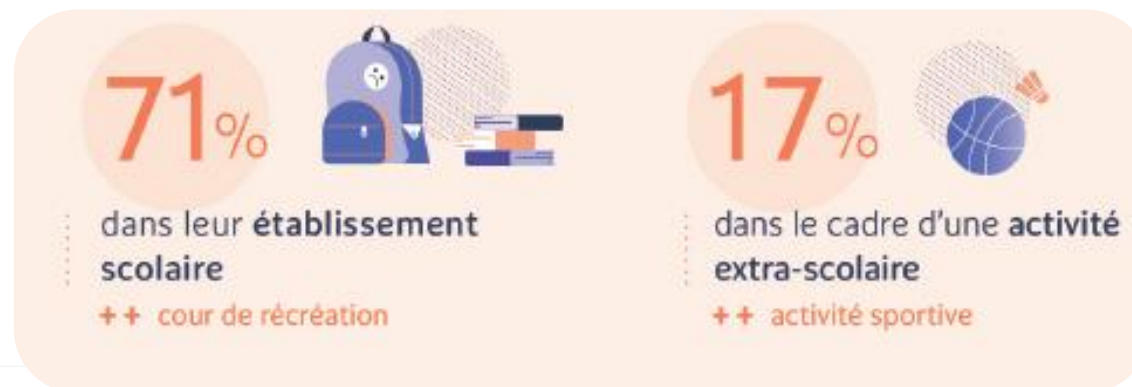 71%
dans leur établissement
scolaire
++ cour de récréation
17%
dans le cadre d'une activité
extra-scolaire
++ activité sportive